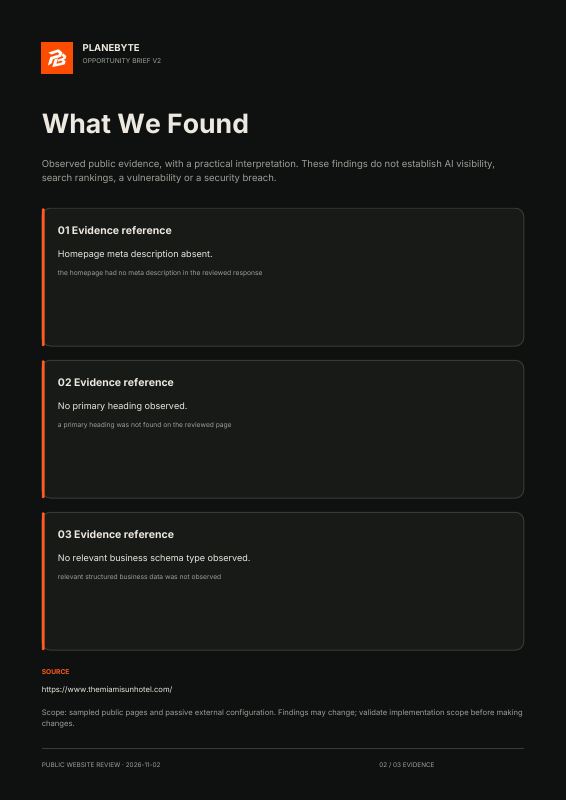 PLANEBYTE
OPPORTUNITY BRIEF V2
What We Found
Observed public evidence, with a practical interpretation. These findings do not establish AI visibility,
search rankings, a vulnerability or a security breach.
01 Evidence reference
Homepage meta description absent.
the homepage had no meta description in the reviewed response
02 Evidence reference
No primary heading observed.
a primary heading was not found on the reviewed page
03 Evidence reference
No relevant business schema type observed.
relevant structured business data was not observed
SOURCE
https://www.themiamisunhotel.com/
Scope: sampled public pages and passive external configuration. Findings may change; validate implementation scope before making
changes.
PUBLIC WEBSITE REVIEW · 2026-11-02
02 / 03 EVIDENCE